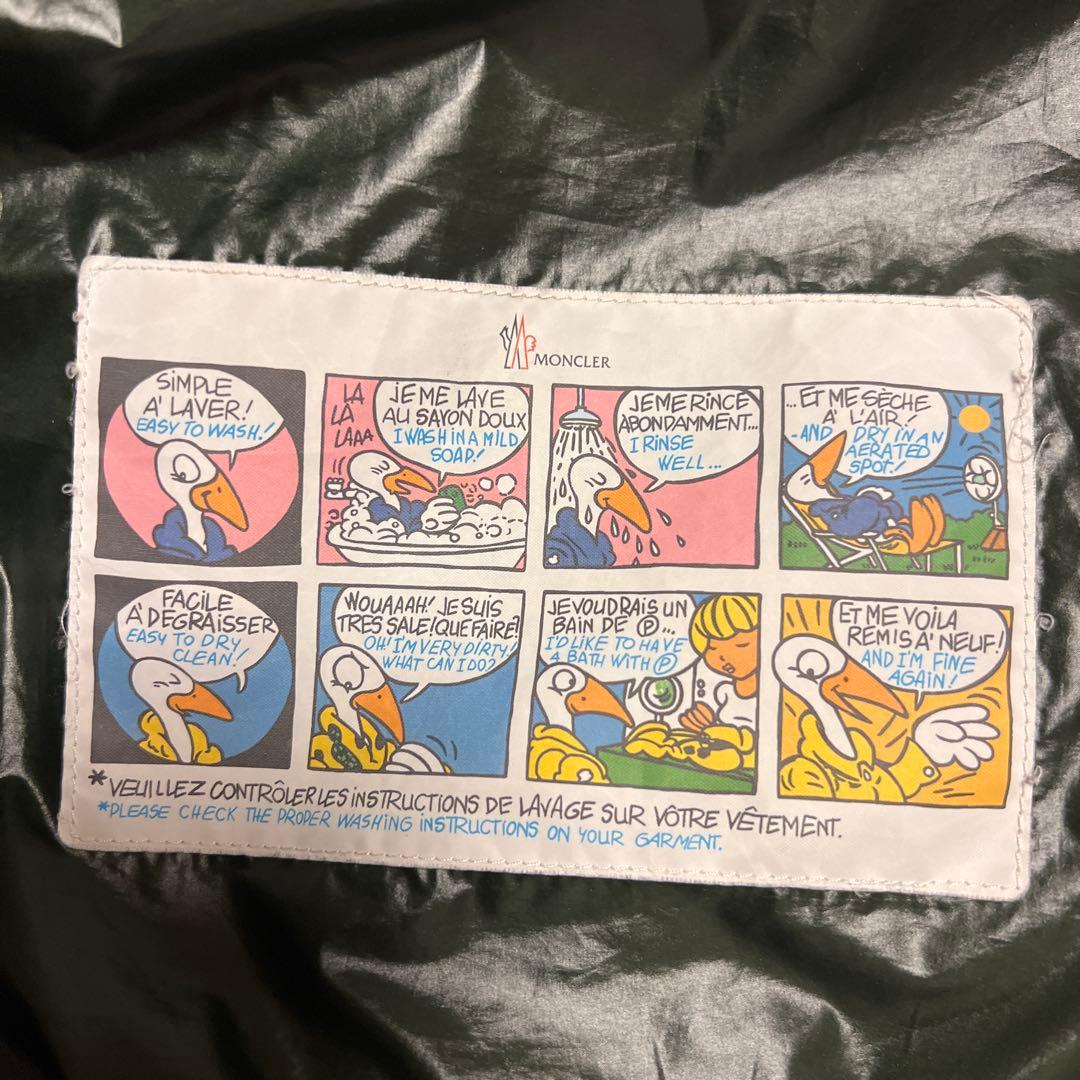 MONCLER
SIMPLE
A' LAVER!
EASY TO WASH!
LA
LA
LAAA
JE ME LAVE
AU SAVON DOUX
I WASH IN A MILD
SOAP!
JE ME RINCE
ABONDAMMENT...
I RINSE
WELL...
...ET ME SÈCHE
A' L'AIR.
-AND DRY IN AN
AERATED
SPOT!
FACILE
A' DEGRAISSER
EASY TO DRY
CLEAN!
WOUAAAH! JE SUIS
TRES SALE! QUE FAIRE?
OH! I'M VERY DIRTY!
WHAT CAN I DO?
JE VOUDRAIS UN
BAIN DE Ⓟ...
I'D LIKE TO HAVE
A BATH WITH Ⓟ
ET ME VOILA
REMIS A' NEUF!
AND I'M FINE
AGAIN!
*VEUILLEZ CONTRÔLER LES INSTRUCTIONS DE LAVAGE SUR VÔTRE VÊTEMENT.
*PLEASE CHECK THE PROPER WASHING INSTRUCTIONS ON YOUR GARMENT.